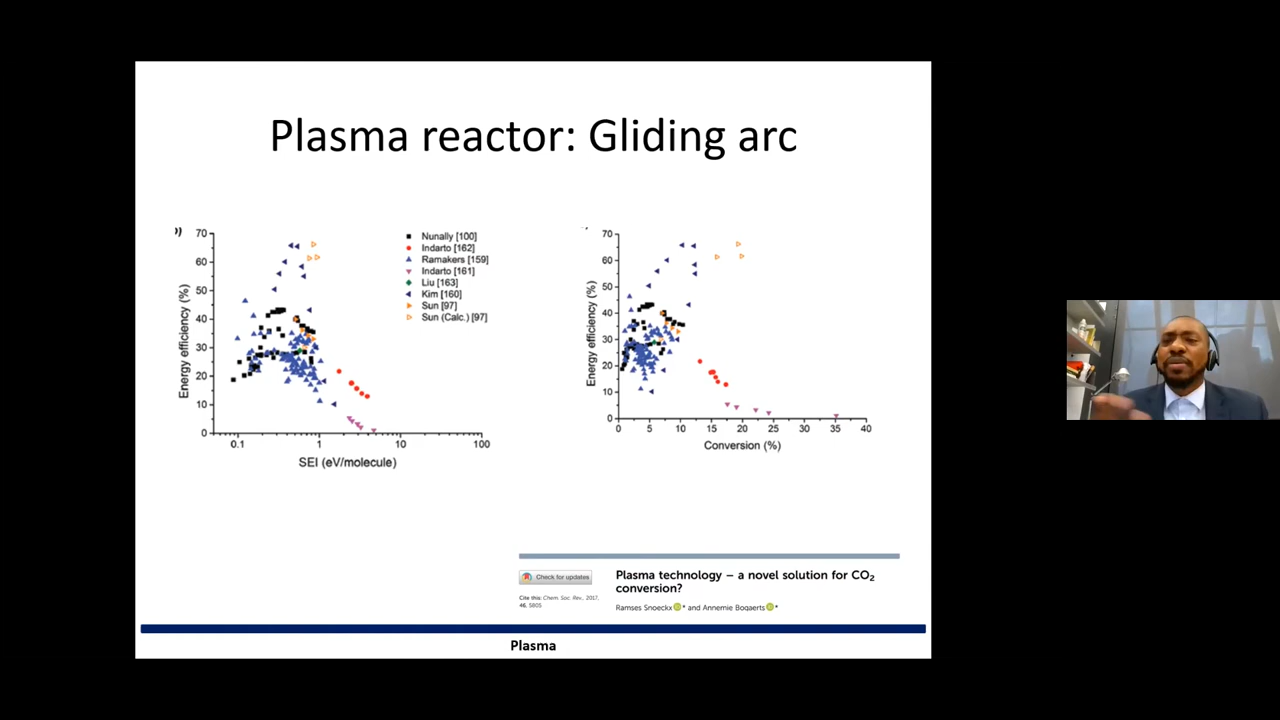 Plasma reactor: Gliding arc
70
60
50
40
30
20
10
0
Energy efficiency (%)
0.1
1
10
100
SEI (eV/molecule)
Nunally [100]
Indarto [162]
Ramakers [159]
Indarto [161]
Liu [163]
Kim [160]
Sun [97]
Sun (Calc.) [97]
70
60
50
40
30
20
10
0
Energy efficiency (%)
0
5
10
15
20
25
30
35
40
Conversion (%)
Check for updates
Cite this: Chem. Soc. Rev., 2017,
46, 5805
Plasma technology – a novel solution for CO₂
conversion?
Ramses Snoeckx * and Annemie Bogaerts *
Plasma